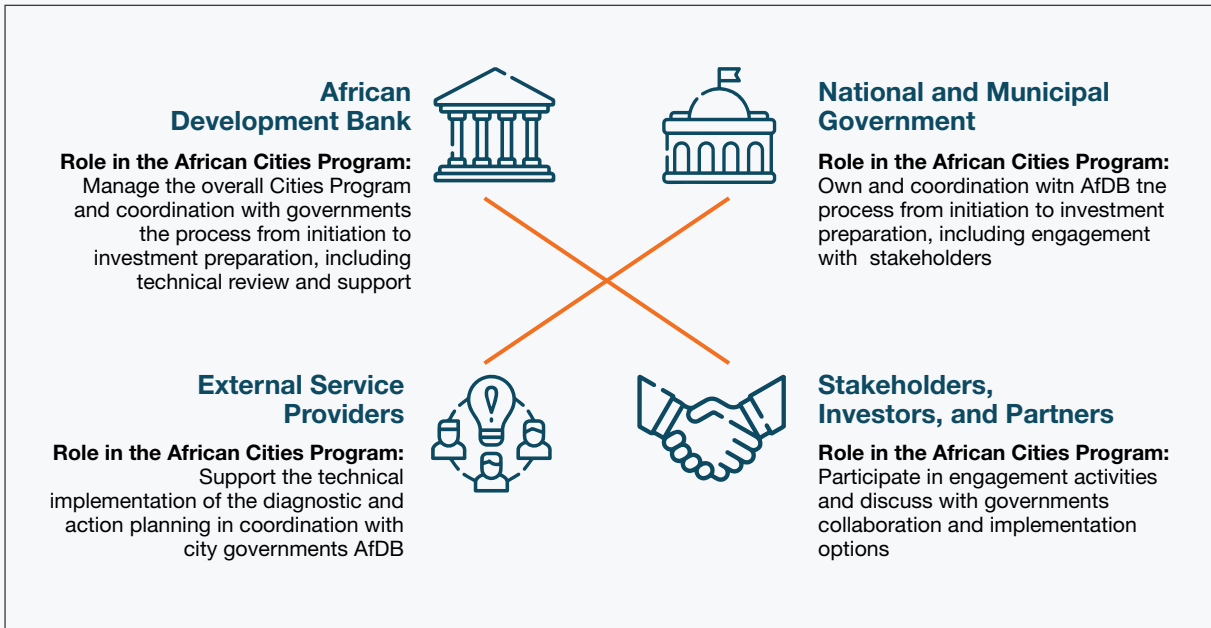 African
Development Bank
Role in the African Cities Program:
Manage the overall Cities Program
and coordination with governments
the process from initiation to
investment preparation, including
technical review and support
National and Municipal
Government
Role in the African Cities Program:
Own and coordination witn AfDB tne
process from initiation to investment
preparation, including engagement
with stakeholders
External Service
Providers
Role in the African Cities Program:
Support the technical
implementation of the diagnostic and
action planning in coordination with
city governments AfDB
Stakeholders,
Investors, and Partners
Role in the African Cities Program:
Participate in engagement activities
and discuss with governments
collaboration and implementation
options